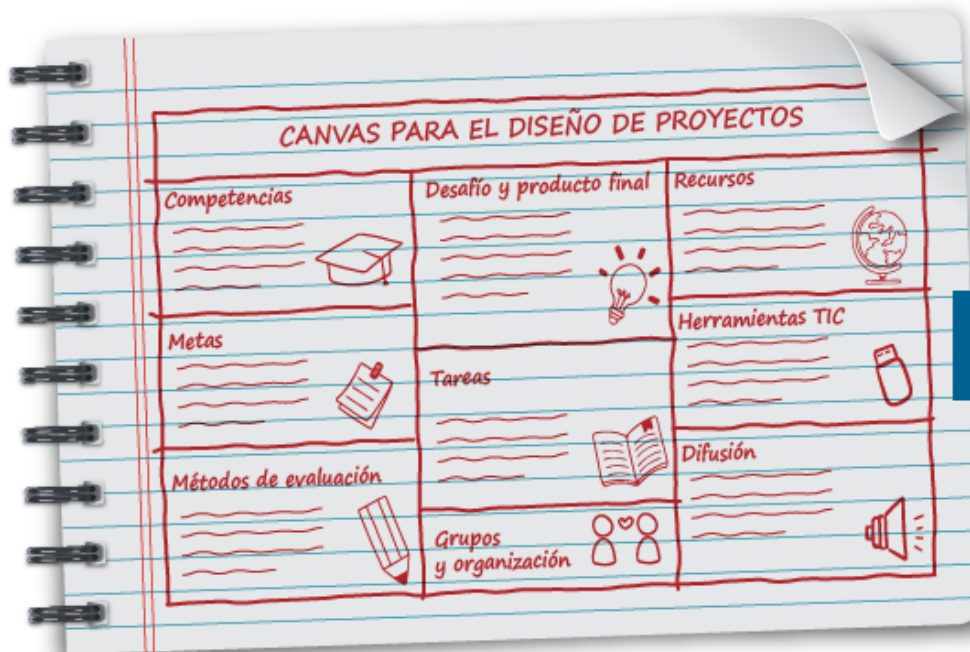 CANVAS PARA EL DISEÑO DE PROYECTOS
Competencias
Metas
Métodos de evaluación
Desafío y producto final
Tareas
Grupos
y organización
Recursos
Herramientas TIC
Difusión